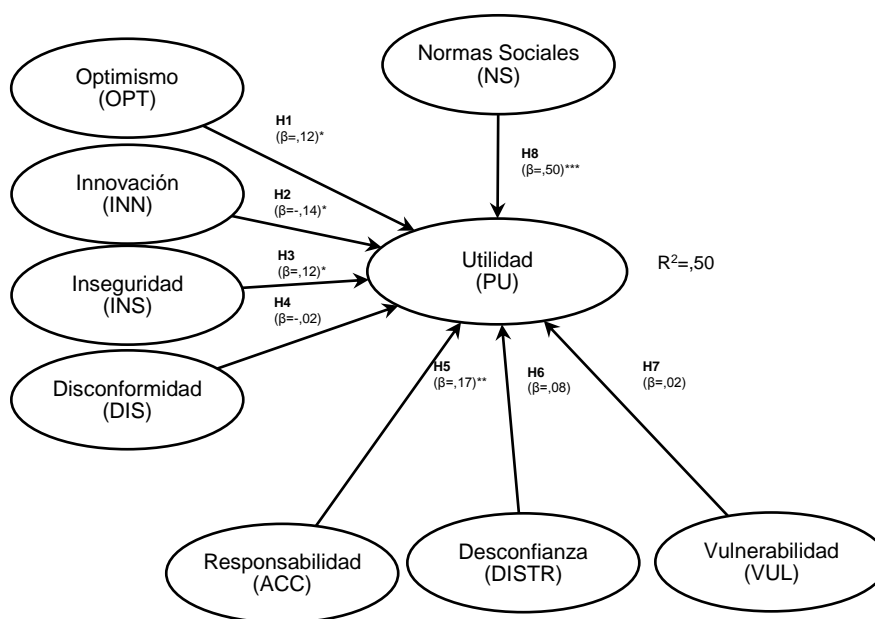 Normas Sociales
(NS)
Optimismo
(OPT)
H1
(β=,12)*
H8
(β=,50)***
Innovación
(INN)
H2
(β=-,14)*
Utilidad
(PU)
R²=,50
Inseguridad
(INS)
H3
(β=,12)*
H4
(β=-,02)
Disconformidad
(DIS)
H5
(β=,17)**
H6
(β=,08)
H7
(β=,02)
Responsabilidad
(ACC)
Desconfianza
(DISTR)
Vulnerabilidad
(VUL)